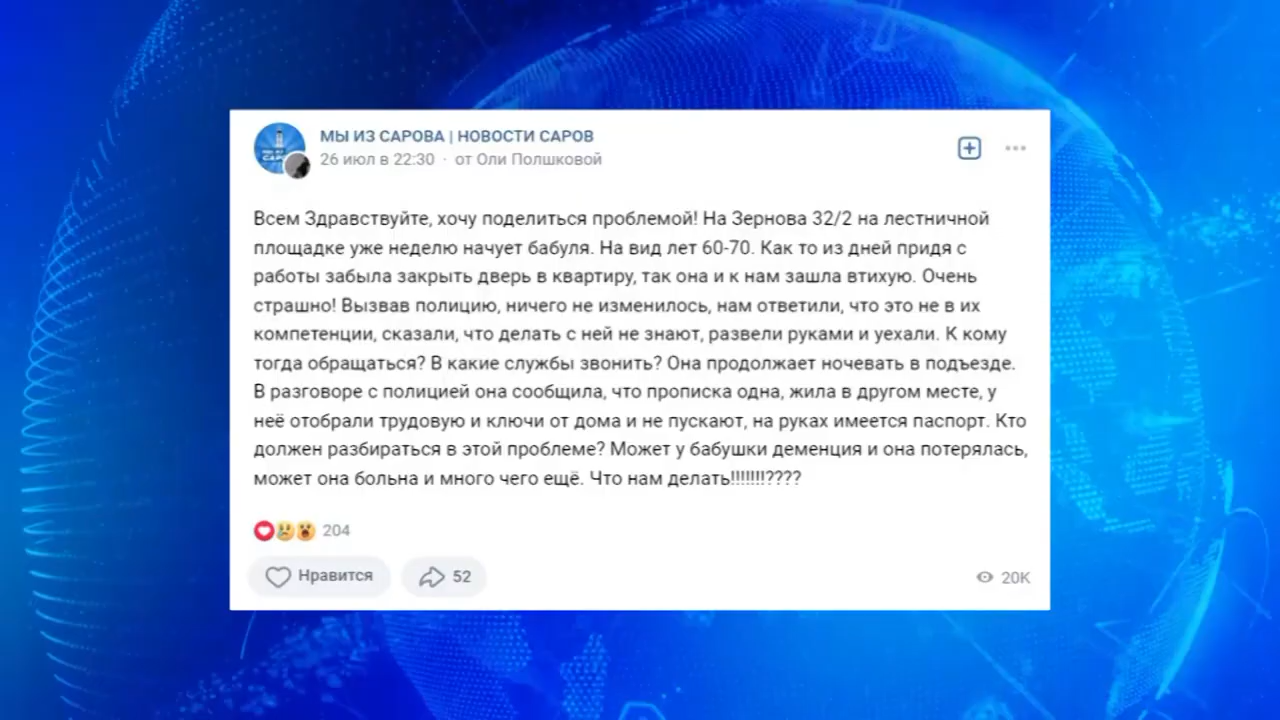 МЫ ИЗ САРОВА | НОВОСТИ САРОВ
26 июл в 22:30 · от Оли Полшковой
Всем Здравствуйте, хочу поделиться проблемой! На Зернова 32/2 на лестничной
площадке уже неделю начует бабуля. На вид лет 60-70. Как то из дней придя с
работы забыла закрыть дверь в квартиру, так она и к нам зашла втихую. Очень
страшно! Вызвав полицию, ничего не изменилось, нам ответили, что это не в их
компетенции, сказали, что делать с ней не знают, развели руками и уехали. К кому
тогда обращаться? В какие службы звонить? Она продолжает ночевать в подъезде.
В разговоре с полицией она сообщила, что прописка одна, жила в другом месте, у
неё отобрали трудовую и ключи от дома и не пускают, на руках имеется паспорт. Кто
должен разбираться в этой проблеме? Может у бабушки деменция и она потерялась,
может она больна и много чего ещё. Что нам делать!!!!!!!????
204
Нравится
52
20K